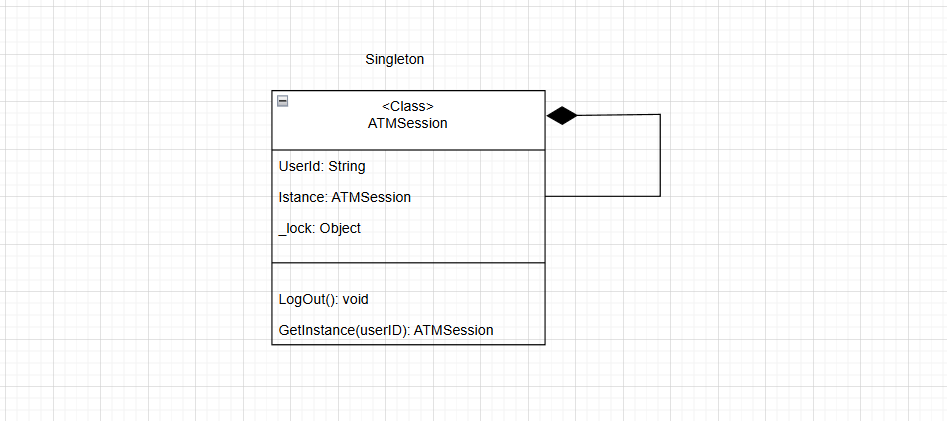 Singleton
<Class>
ATMSession
UserId: String
Istance: ATMSession
_lock: Object
LogOut(): void
GetInstance(userID): ATMSession